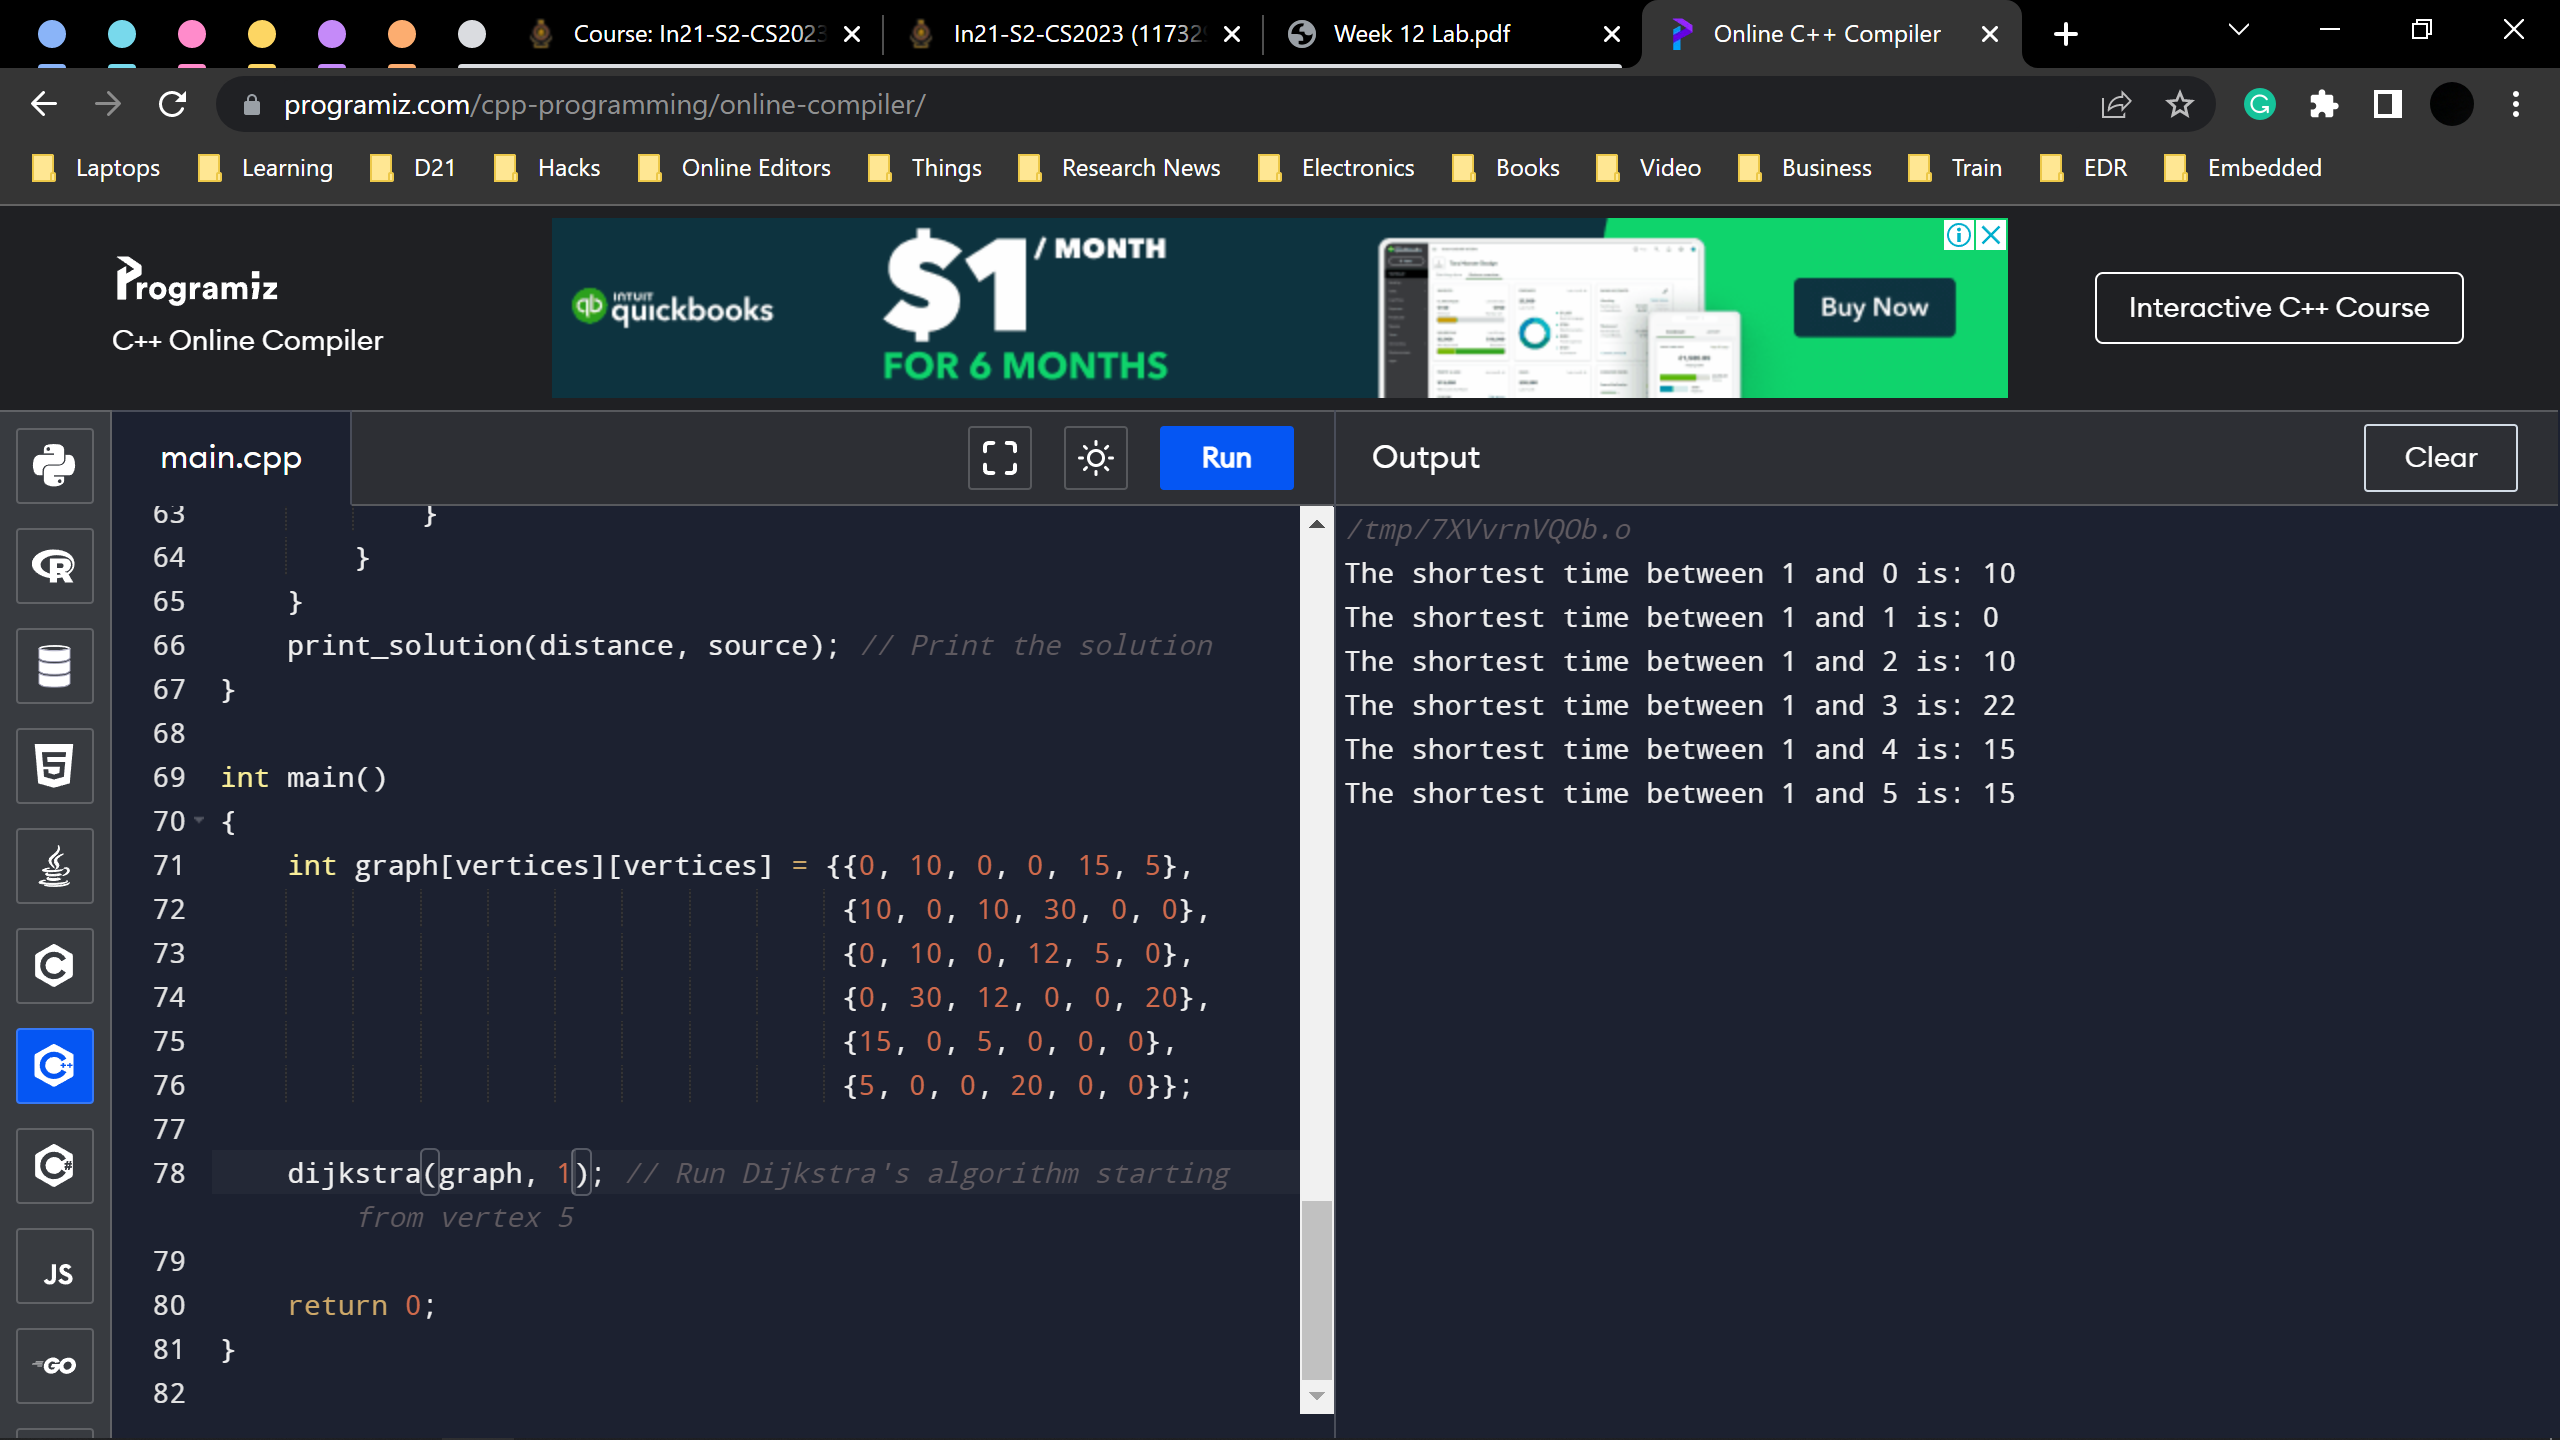 Course: In21-S2-CS2023
In21-S2-CS2023 (11732
Week 12 Lab.pdf
Online C++ Compiler
programiz.com/cpp-programming/online-compiler/
Laptops
Learning
D21
Hacks
Online Editors
Things
Research News
Electronics
Books
Video
Business
Train
EDR
Embedded
Programiz
C++ Online Compiler
INTUIT
quickbooks
$1 / MONTH
FOR 6 MONTHS
Buy Now
Interactive C++ Course
main.cpp
Run
Output
Clear
63 }
64 }
65 }
66 print_solution(distance, source); // Print the solution
67 }
68
69 int main()
70 {
71 int graph[vertices][vertices] = {{0, 10, 0, 0, 15, 5},
72 {10, 0, 10, 30, 0, 0},
73 {0, 10, 0, 12, 5, 0},
74 {0, 30, 12, 0, 0, 20},
75 {15, 0, 5, 0, 0, 0},
76 {5, 0, 0, 20, 0, 0}};
77
78 dijkstra(graph, 1); // Run Dijkstra's algorithm starting
from vertex 5
79
80 return 0;
81 }
82
/tmp/7XVvrnVQOb.o
The shortest time between 1 and 0 is: 10
The shortest time between 1 and 1 is: 0
The shortest time between 1 and 2 is: 10
The shortest time between 1 and 3 is: 22
The shortest time between 1 and 4 is: 15
The shortest time between 1 and 5 is: 15
JS
GO